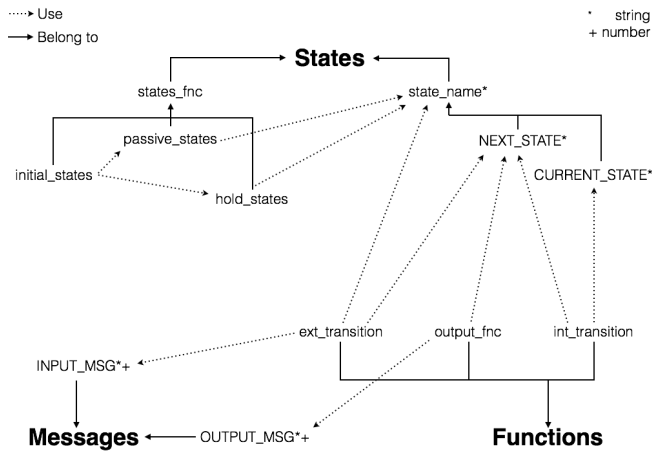 Use
* string
Belong to
+ number
States
states_fnc
state_name*
passive_states
NEXT_STATE*
initial_states
CURRENT_STATE*
hold_states
ext_transition
output_fnc
int_transition
INPUT_MSG*+
Messages
OUTPUT_MSG*+
Functions